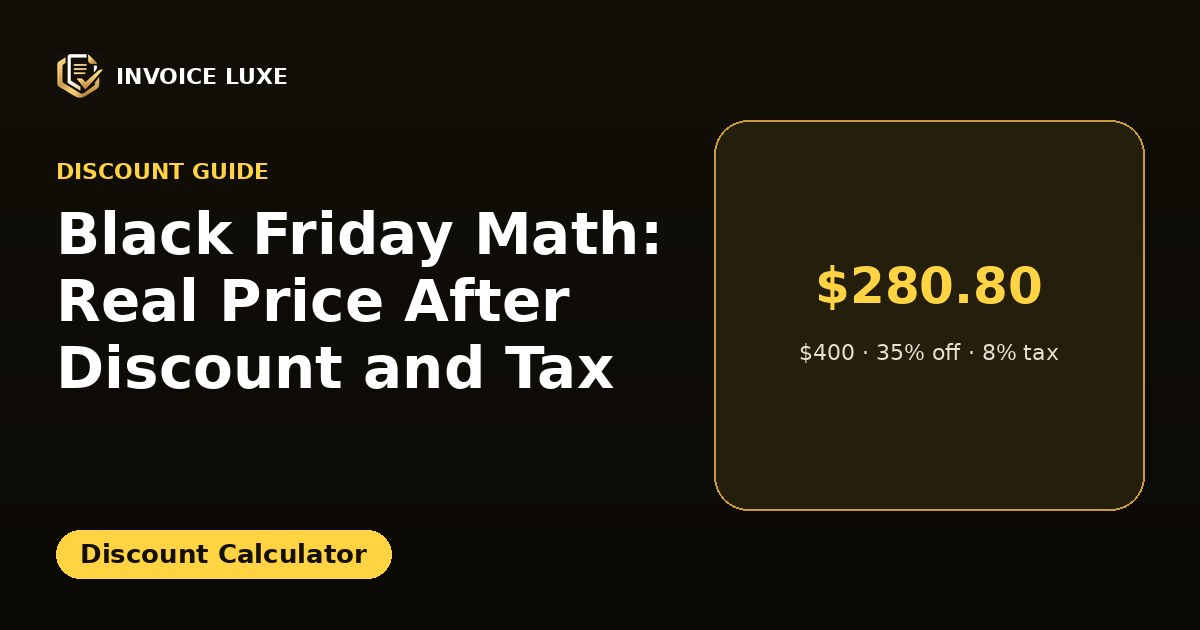 INVOICE LUXE
DISCOUNT GUIDE
Black Friday Math:
Real Price After
Discount and Tax
$280.80
$400 · 35% off · 8% tax
Discount Calculator